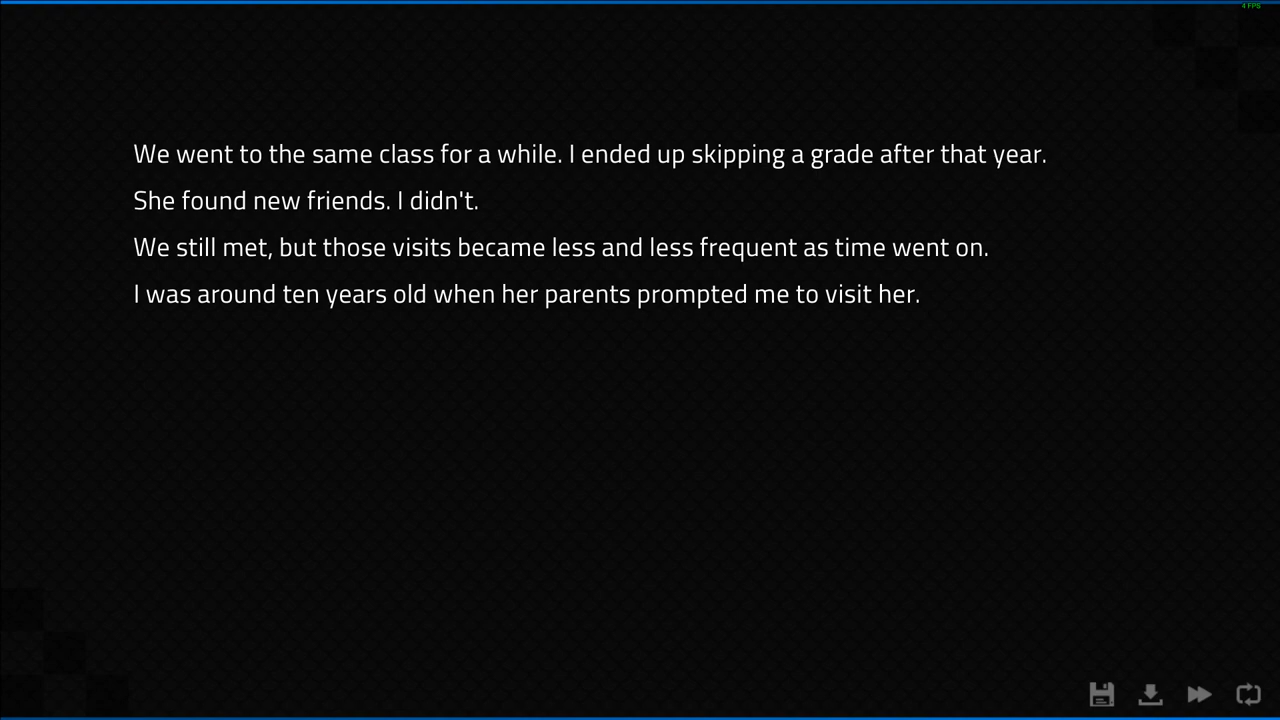 4 FPS
We went to the same class for a while. I ended up skipping a grade after that year.
She found new friends. I didn't.
We still met, but those visits became less and less frequent as time went on.
I was around ten years old when her parents prompted me to visit her.